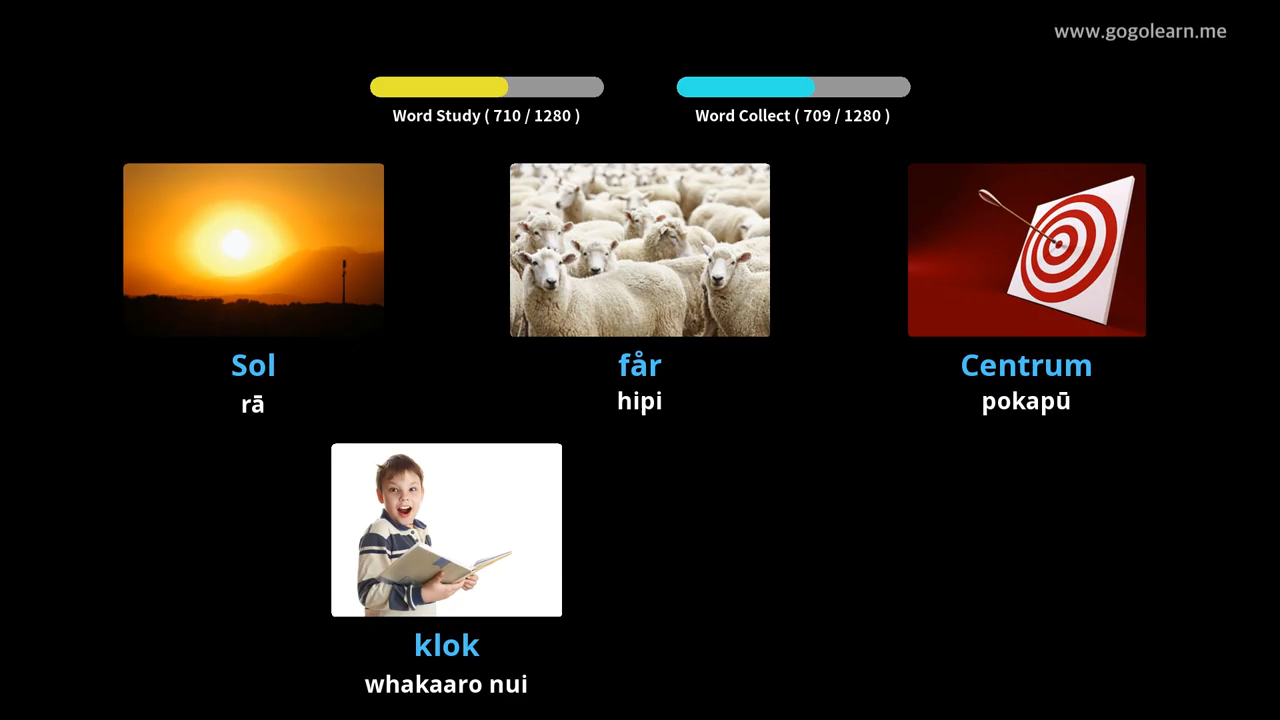 www.gogolearn.me
Word Study ( 710 / 1280 )
Word Collect ( 709 / 1280 )
Sol
rā
får
hipi
Centrum
pokapū
klok
whakaaro nui